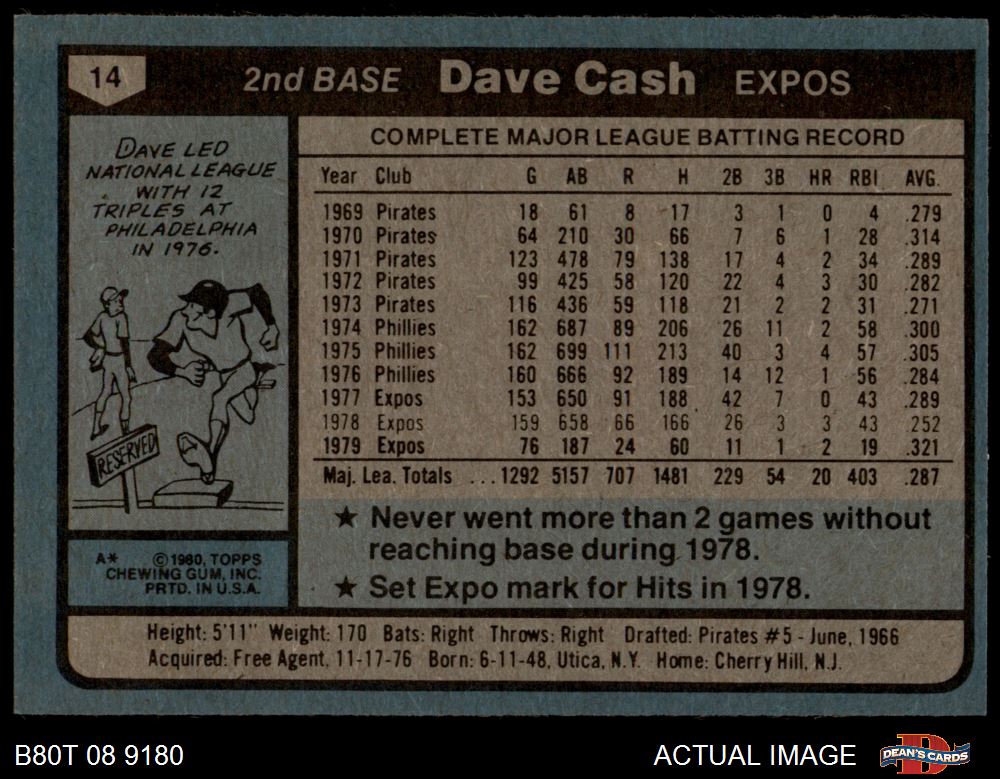 14
2nd BASE Dave Cash EXPOS
DAVE LED
NATIONAL LEAGUE
WITH 12
TRIPLES AT
PHILADELPHIA
IN 1976.
RESERVED
A* ©1980, TOPPS
CHEWING GUM, INC.
PRTD. IN U.S.A.
COMPLETE MAJOR LEAGUE BATTING RECORD
Year Club G AB R H 2B 3B HR RBI AVG.
1969 Pirates 18 61 8 17 3 1 0 4 .279
1970 Pirates 64 210 30 66 7 6 1 28 .314
1971 Pirates 123 478 79 138 17 4 2 34 .289
1972 Pirates 99 425 58 120 22 4 3 30 .282
1973 Pirates 116 436 59 118 21 2 2 31 .271
1974 Phillies 162 687 89 206 26 11 2 58 .300
1975 Phillies 162 699 111 213 40 3 4 57 .305
1976 Phillies 160 666 92 189 14 12 1 56 .284
1977 Expos 153 650 91 188 42 7 0 43 .289
1978 Expos 159 658 66 166 26 3 3 43 .252
1979 Expos 76 187 24 60 11 1 2 19 .321
Maj. Lea. Totals ...1292 5157 707 1481 229 54 20 403 .287
★ Never went more than 2 games without
reaching base during 1978.
★ Set Expo mark for Hits in 1978.
Height: 5'11" Weight: 170 Bats: Right Throws: Right Drafted: Pirates #5 - June, 1966
Acquired: Free Agent, 11-17-76 Born: 6-11-48, Utica, N.Y. Home: Cherry Hill, N.J.
B80T 08 9180
ACTUAL IMAGE
DEAN'S CARDS